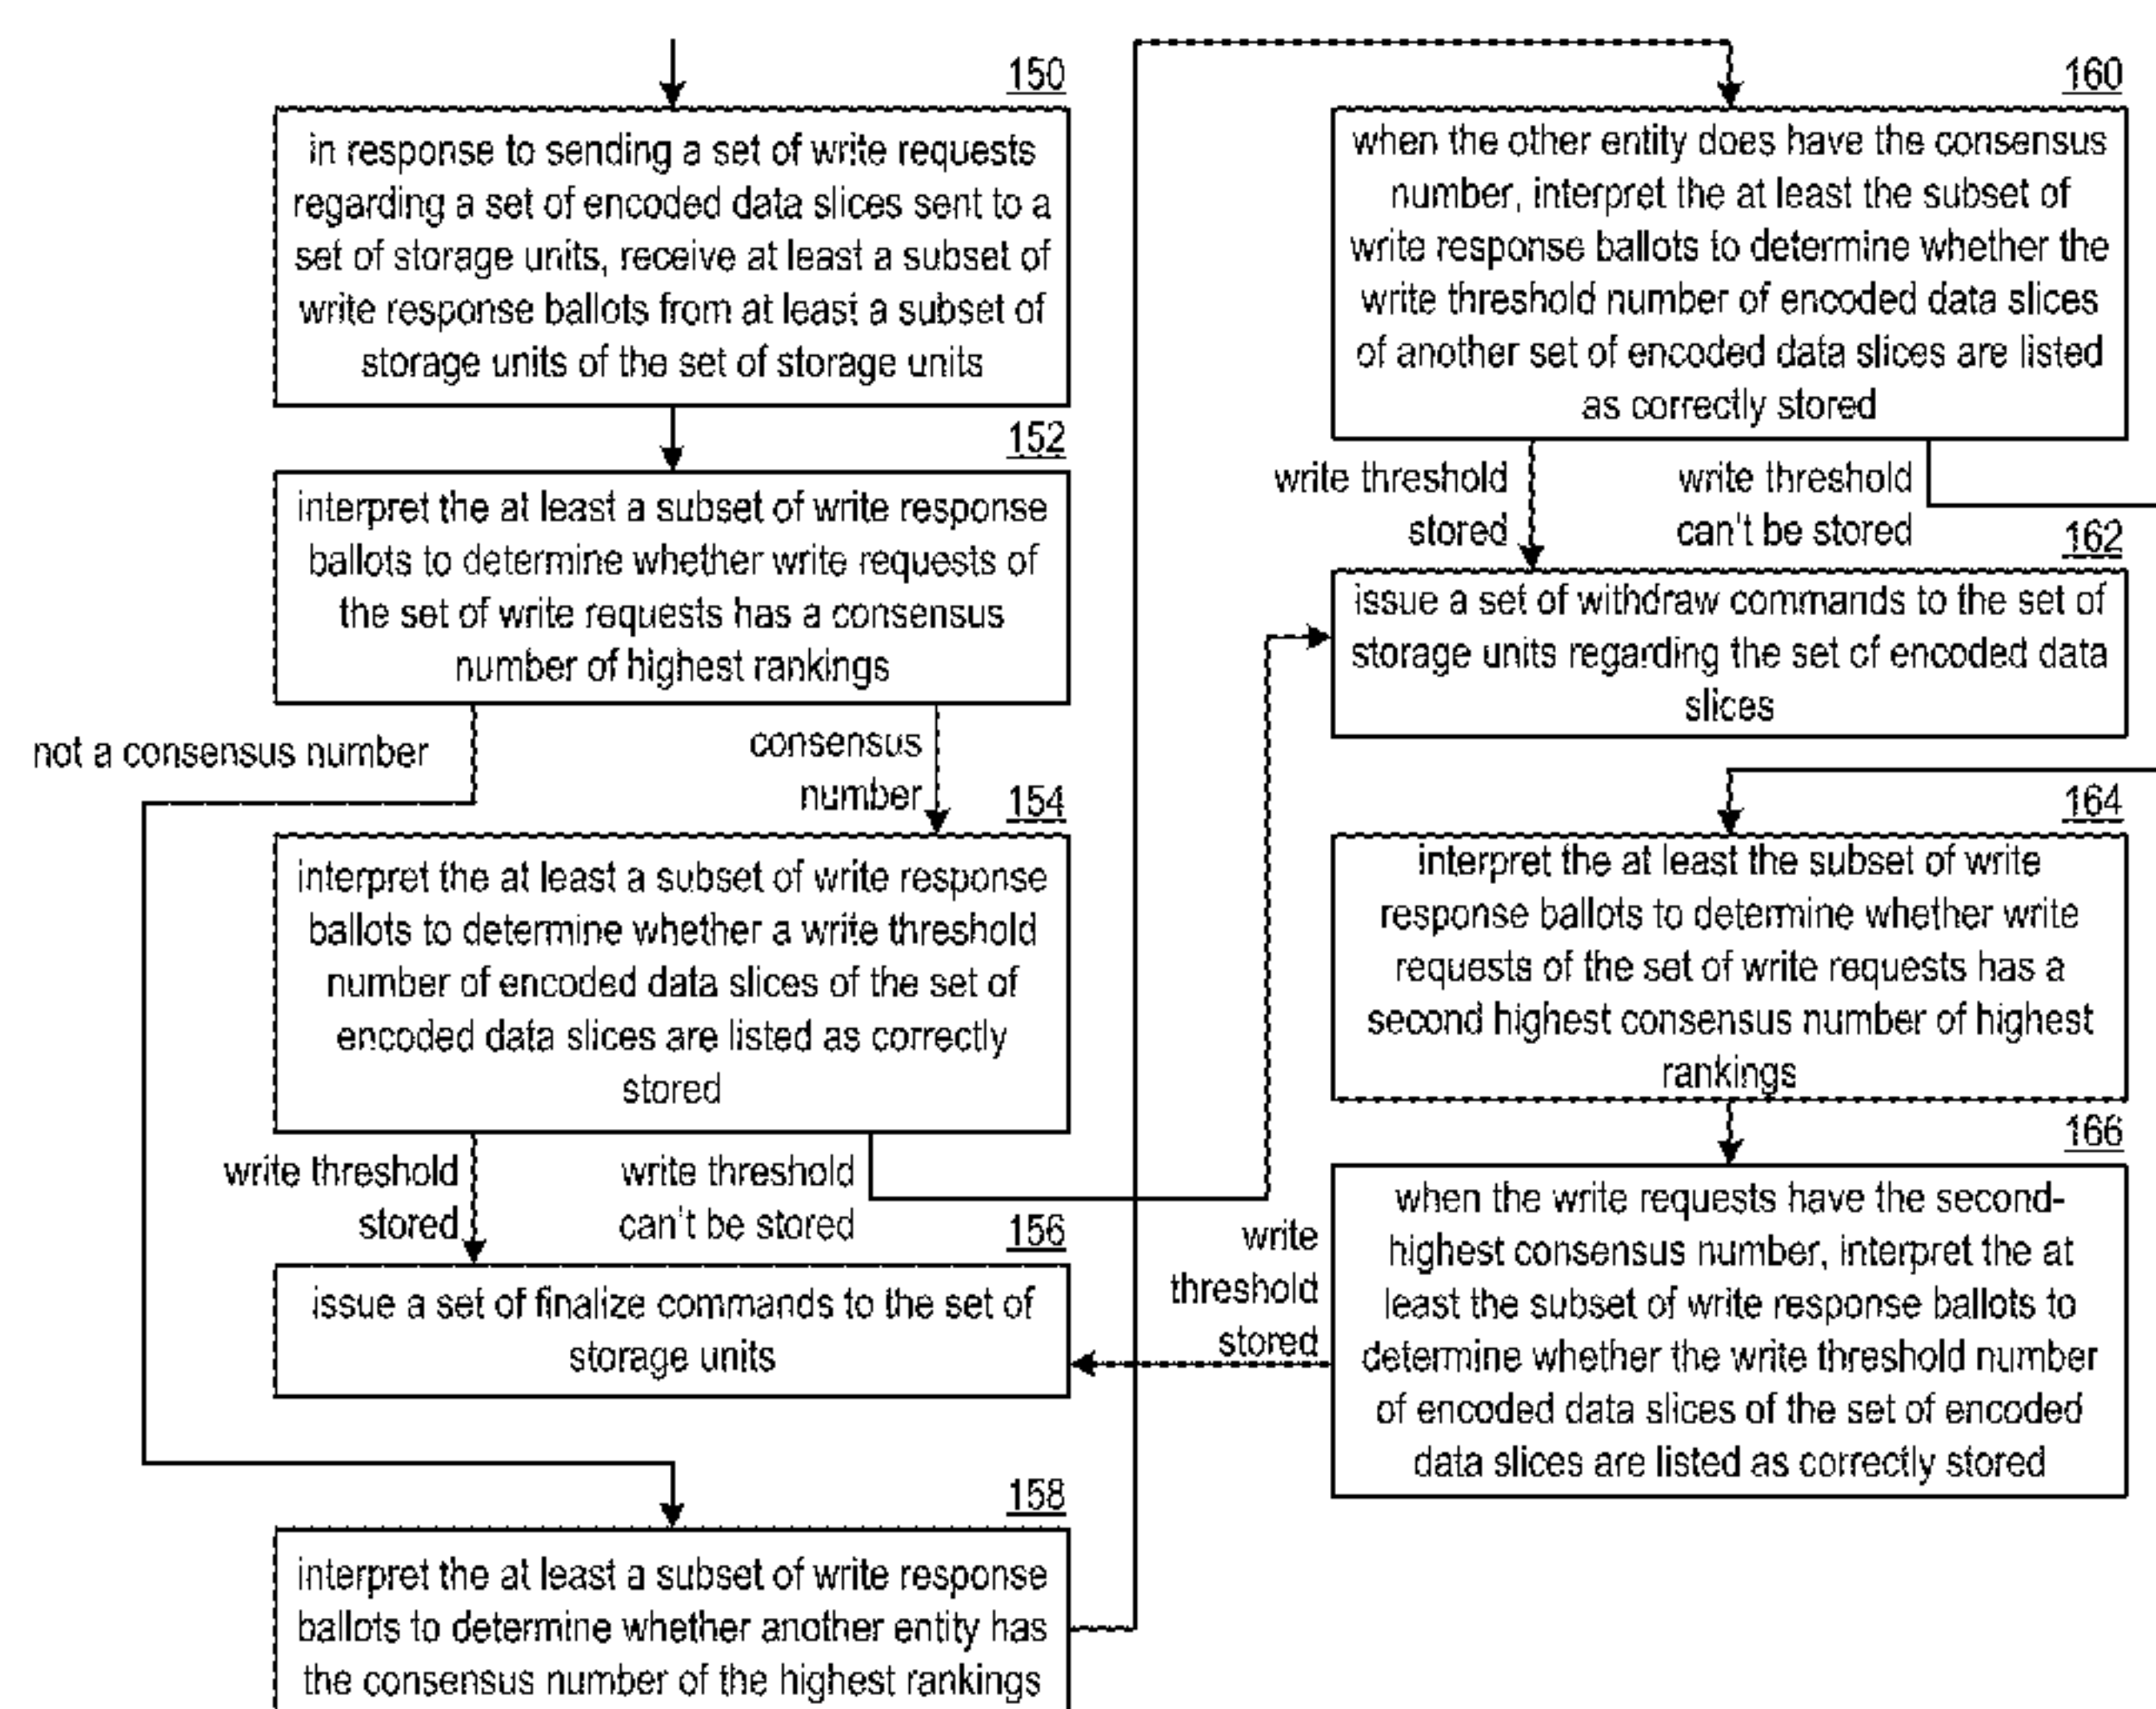 150
in response to sending a set of write requests
regarding a set of encoded data slices sent to a
set of storage units, receive at least a subset of
write response ballots from at least a subset of
storage units of the set of storage units
152
interpret the at least a subset of write response
ballots to determine whether write requests of
the set of write requests has a consensus
number of highest rankings
not a consensus number
consensus
number
154
interpret the at least a subset of write response
ballots to determine whether a write threshold
number of encoded data slices of the set of
encoded data slices are listed as correctly
stored
write threshold
stored
write threshold
can't be stored
156
issue a set of finalize commands to the set of
storage units
158
interpret the at least a subset of write response
ballots to determine whether another entity has
the consensus number of the highest rankings
160
when the other entity does have the consensus
number, interpret the at least the subset of
write response ballots to determine whether the
write threshold number of encoded data slices
of another set of encoded data slices are listed
as correctly stored
write threshold
stored
write threshold
can't be stored
162
issue a set of withdraw commands to the set of
storage units regarding the set of encoded data
slices
164
interpret the at least the subset of write
response ballots to determine whether write
requests of the set of write requests has a
second highest consensus number of highest
rankings
166
when the write requests have the second-
highest consensus number, interpret the at
least the subset of write response ballots to
determine whether the write threshold number
of encoded data slices of the set of encoded
data slices are listed as correctly stored
write
threshold
stored